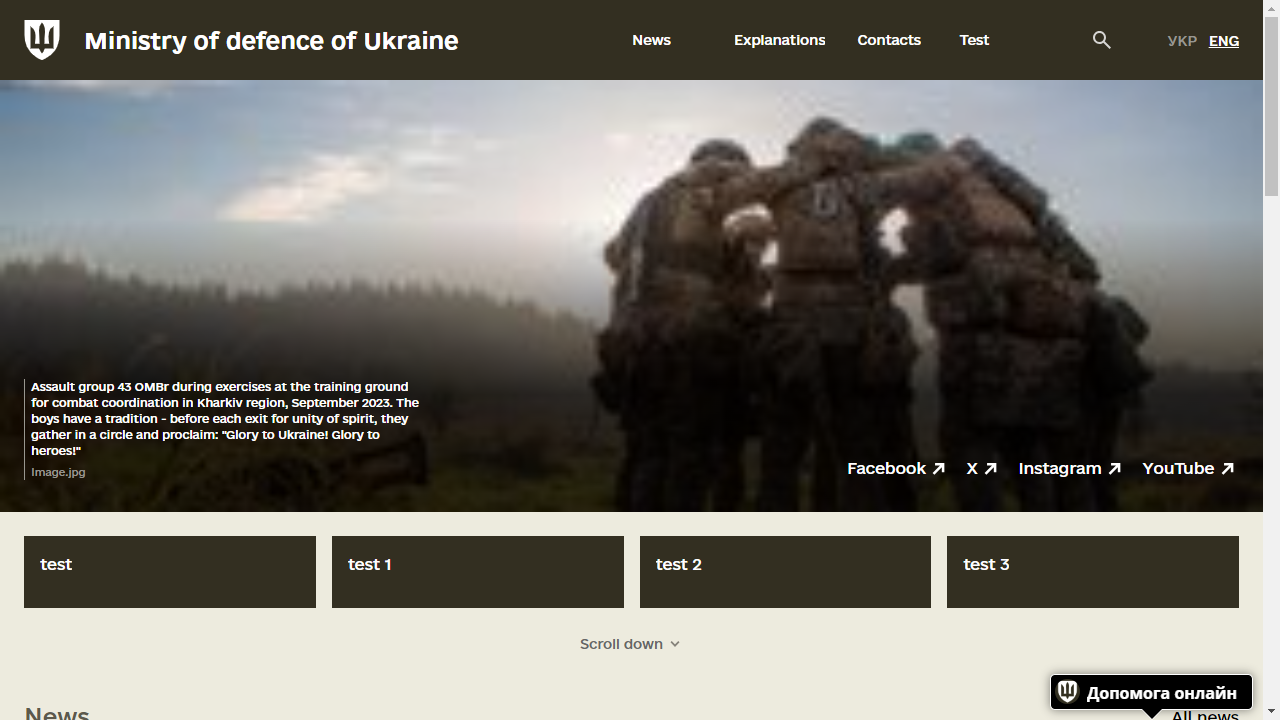 Ministry of defence of Ukraine
News Explanations Contacts Test
УКР ENG
Assault group 43 OMBr during exercises at the training ground
for combat coordination in Kharkiv region, September 2023. The
boys have a tradition - before each exit for unity of spirit, they
gather in a circle and proclaim: "Glory to Ukraine! Glory to
heroes!"
Image.jpg
Facebook X Instagram YouTube
test test 1 test 2 test 3
Scroll down
Допомога онлайн
News All news